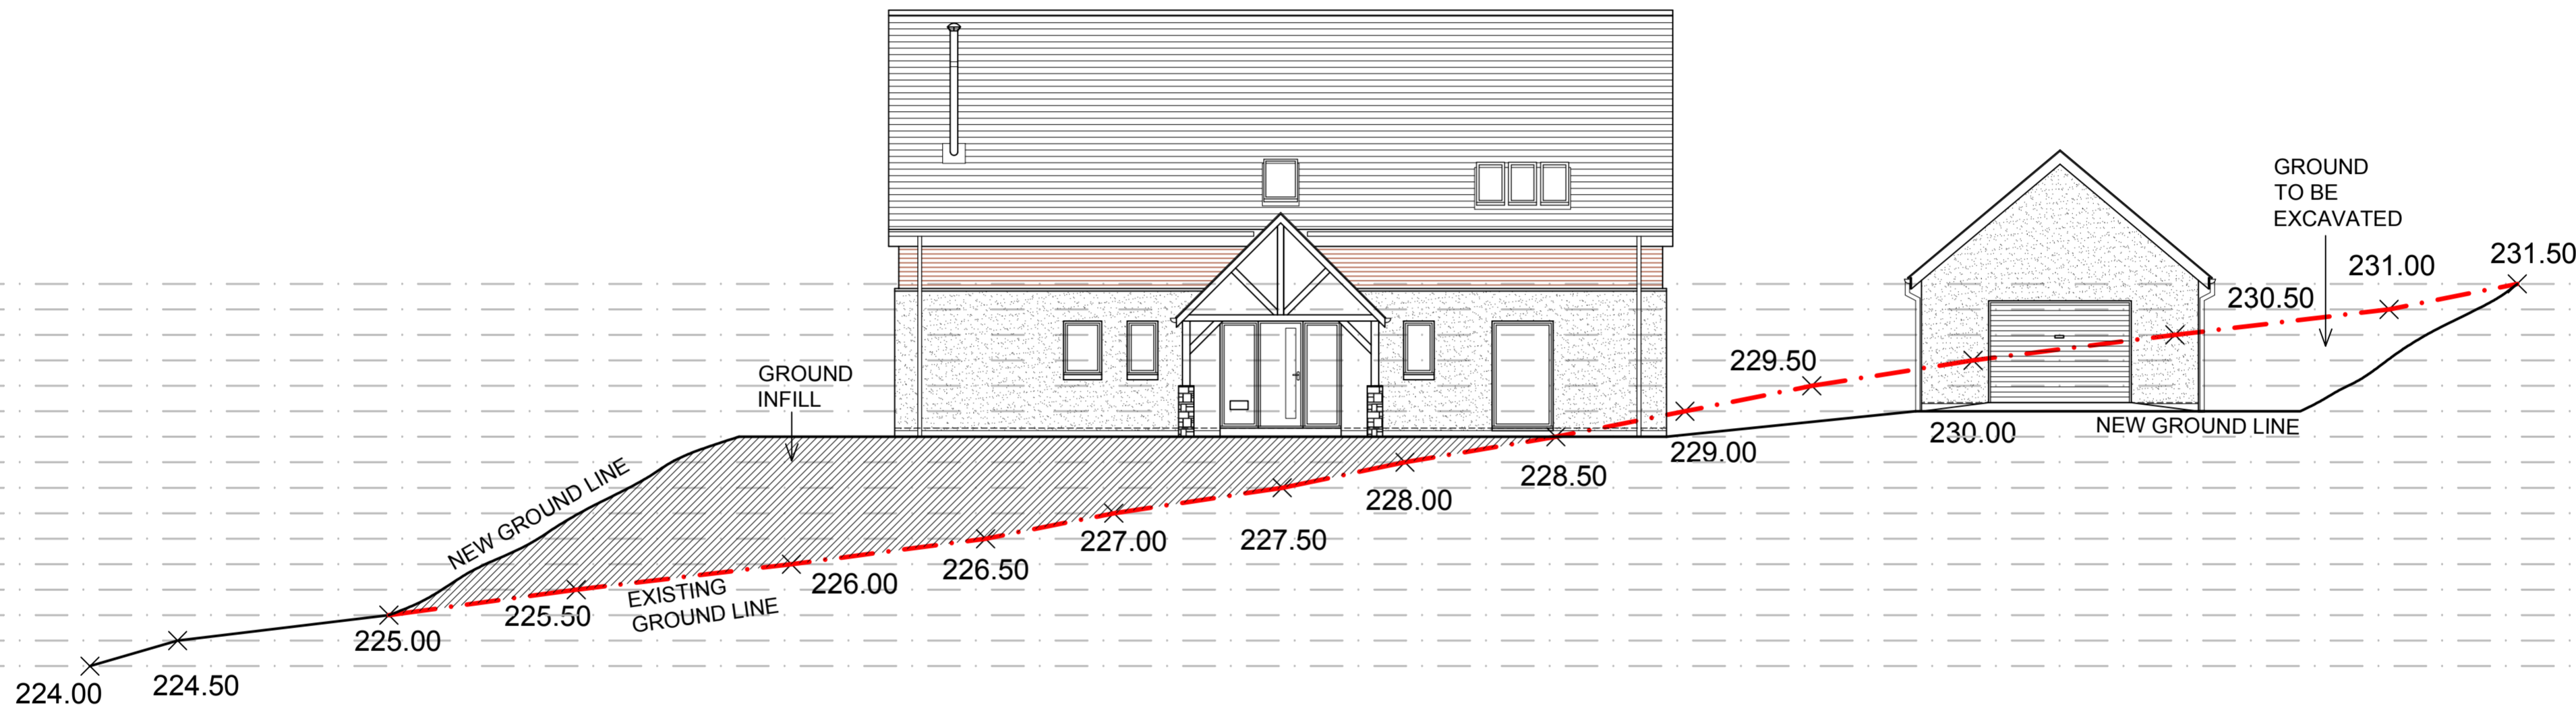 GROUND
TO BE
EXCAVATED
231.50
231.00
230.50
229.50
GROUND
INFILL
NEW GROUND LINE
230.00
229.00
NEW GROUND LINE
228.50
228.00
227.50
227.00
226.50
226.00
EXISTING
GROUND LINE
225.50
225.00
224.50
224.00